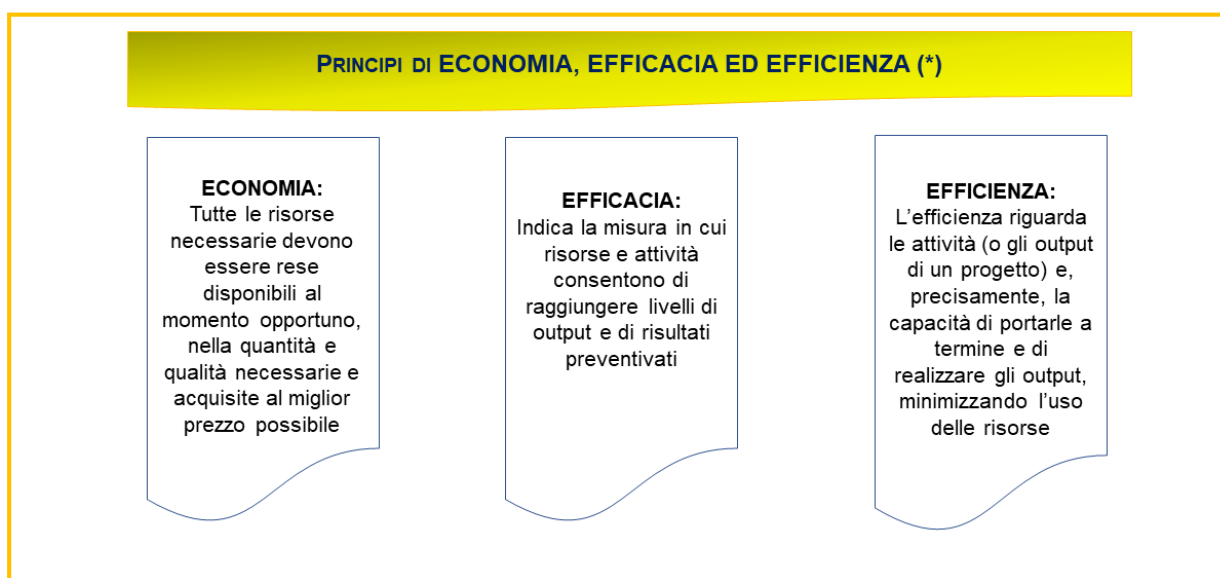 PRINCIPI DI ECONOMIA, EFFICACIA ED EFFICIENZA (*)
ECONOMIA:
Tutte le risorse
necessarie devono
essere rese
disponibili al
momento opportuno,
nella quantità e
qualità necessarie e
acquisite al miglior
prezzo possibile
EFFICACIA:
Indica la misura in cui
risorse e attività
consentono di
raggiungere livelli di
output e di risultati
preventivati
EFFICIENZA:
L’efficienza riguarda
le attività (o gli output
di un progetto) e,
precisamente, la
capacità di portarle a
termine e di
realizzare gli output,
minimizzando l’uso
delle risorse